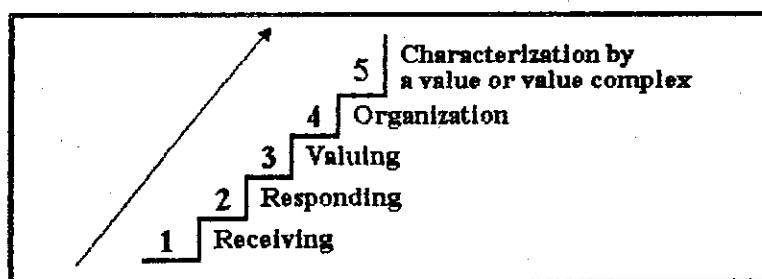 5 Characterization by
a value or value complex
4 Organization
3 Valuing
2 Responding
1 Receiving